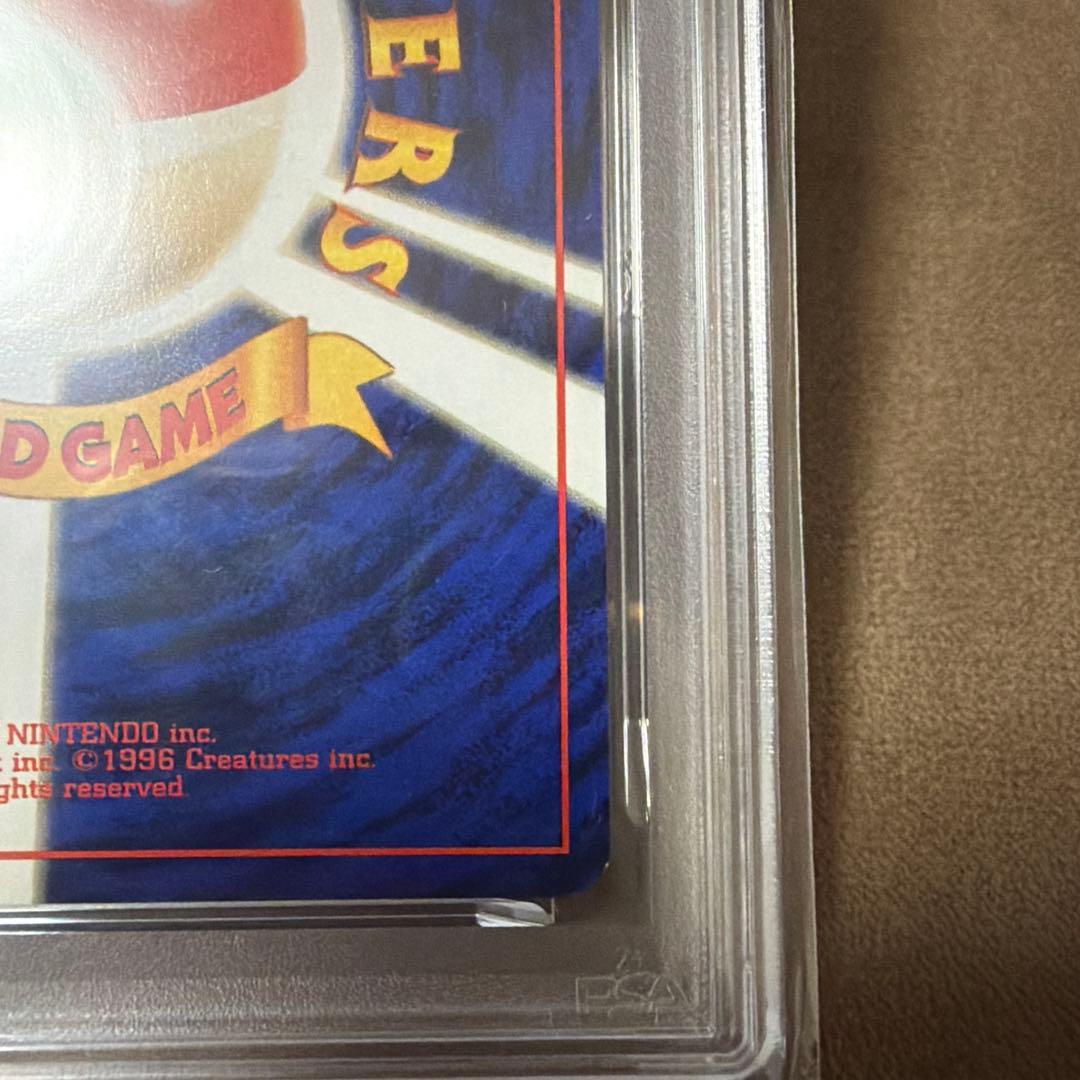 ERS
D GAME
NINTENDO inc.
inc. ©1996 Creatures inc.
ghts reserved.
PSA